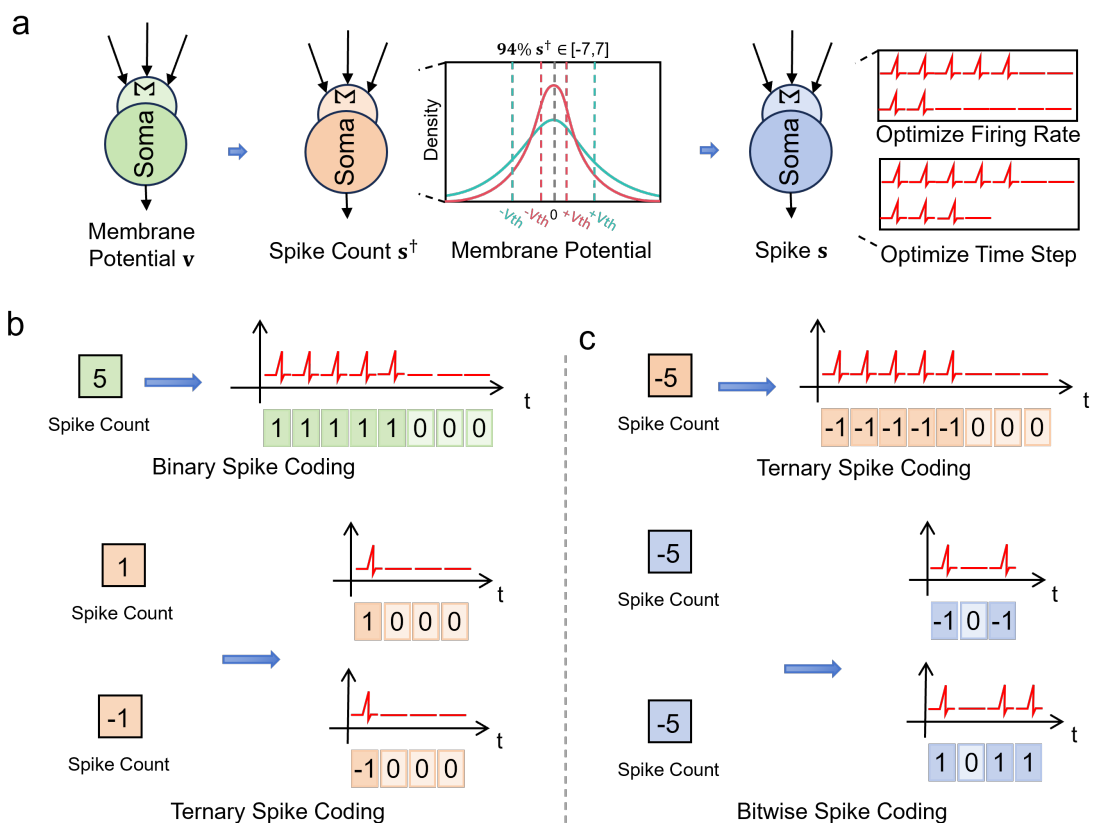 a
94% s† ∈ [-7,7]
Σ
Soma
Membrane
Potential v
Σ
Soma
Spike Count s†
Density
-Vth
-Vth
0
+Vth
+Vth
Membrane Potential
Σ
Soma
Spike s
Optimize Firing Rate
Optimize Time Step
b
5
Spike Count
t
1 1 1 1 1 0 0 0
Binary Spike Coding
1
Spike Count
t
1 0 0 0
-1
Spike Count
t
-1 0 0 0
Ternary Spike Coding
c
-5
Spike Count
t
-1 -1 -1 -1 -1 0 0 0
Ternary Spike Coding
-5
Spike Count
t
-1 0 -1
-5
Spike Count
t
1 0 1 1
Bitwise Spike Coding